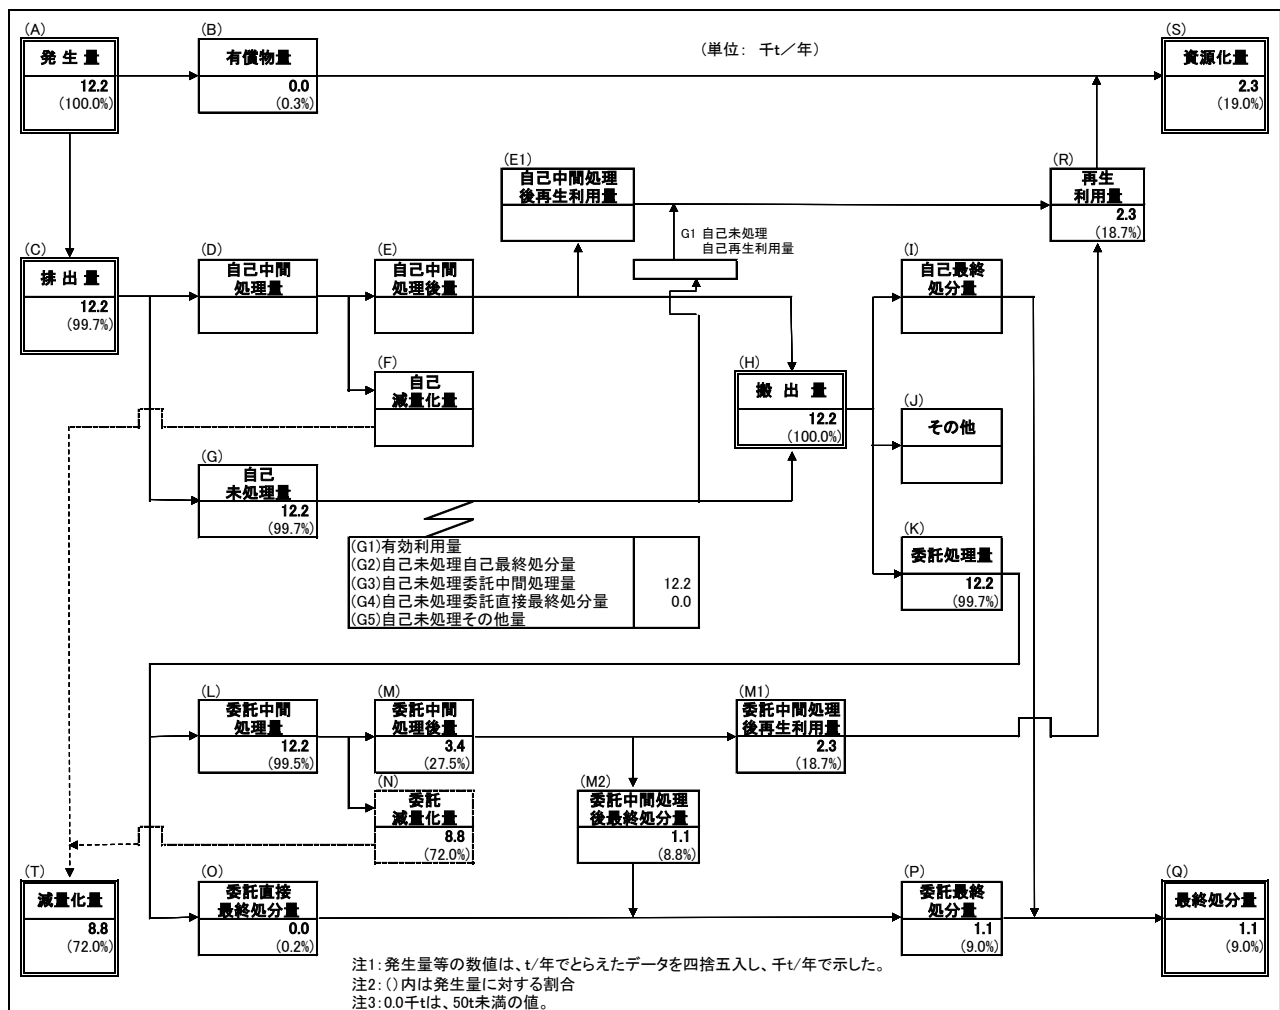 (A)
発生量
12.2
(100.0%)
(B)
有償物量
0.0
(0.3%)
(単位： 千t／年)
(S)
資源化量
2.3
(19.0%)
(E1)
自己中間処理
後再生利用量
(R)
再生
利用量
2.3
(18.7%)
G1 自己未処理
自己再生利用量
(C)
排出量
12.2
(99.7%)
(D)
自己中間
処理量
(E)
自己中間
処理後量
(I)
自己最終
処分量
(F)
自己
減量化量
(H)
搬出量
12.2
(100.0%)
(J)
その他
(G)
自己
未処理量
12.2
(99.7%)
(G1)有効利用量
(G2)自己未処理自己最終処分量
(G3)自己未処理委託中間処理量 12.2
(G4)自己未処理委託直接最終処分量 0.0
(G5)自己未処理その他量
(K)
委託処理量
12.2
(99.7%)
(L)
委託中間
処理量
12.2
(99.5%)
(M)
委託中間
処理後量
3.4
(27.5%)
(M1)
委託中間処理
後再生利用量
2.3
(18.7%)
(N)
委託
減量化量
8.8
(72.0%)
(M2)
委託中間処理
後最終処分量
1.1
(8.8%)
(T)
減量化量
8.8
(72.0%)
(O)
委託直接
最終処分量
0.0
(0.2%)
(P)
委託最終
処分量
1.1
(9.0%)
(Q)
最終処分量
1.1
(9.0%)
注1：発生量等の数値は、t/年でとらえたデータを四捨五入し、千t/年で示した。
注2：()内は発生量に対する割合
注3：0.0千tは、50t未満の値。